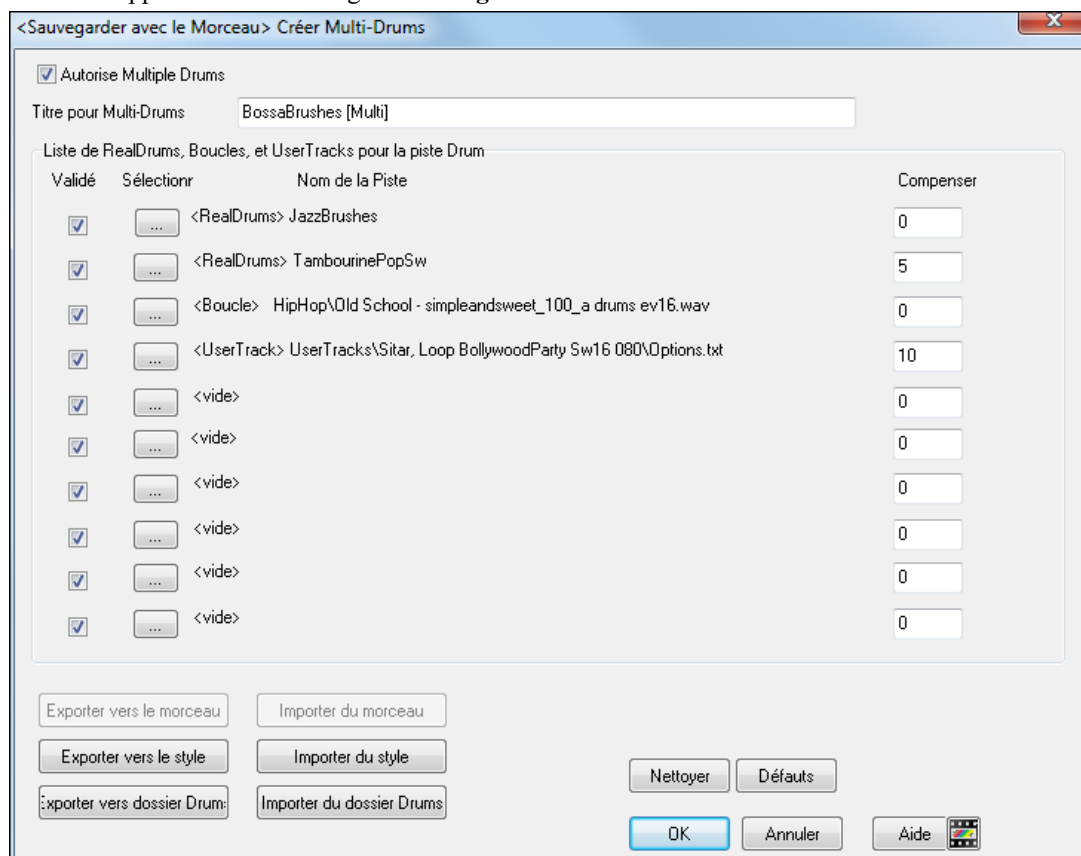 <Sauvegarder avec le Morceau> Créer Multi-Drums
Autorise Multiple Drums
Titre pour Multi-Drums BossaBrushes [Multi]
Liste de RealDrums, Boucles, et UserTracks pour la piste Drum
Validé Sélectionr Nom de la Piste Compenser
... <RealDrums> JazzBrushes 0
... <RealDrums> TambourinePopSw 5
... <Boucle> HipHop\Old School - simpleandsweet_100_a drums ev16.wav 0
... <UserTrack> UserTracks\Sitar, Loop BollywoodParty Sw16 080\Options.txt 10
... <vide> 0
... <vide> 0
... <vide> 0
... <vide> 0
... <vide> 0
... <vide> 0
Exporter vers le morceau Importer du morceau
Exporter vers le style Importer du style
Nettoyer Défauts
Exporter vers dossier Drums Importer du dossier Drums
OK Annuler Aide